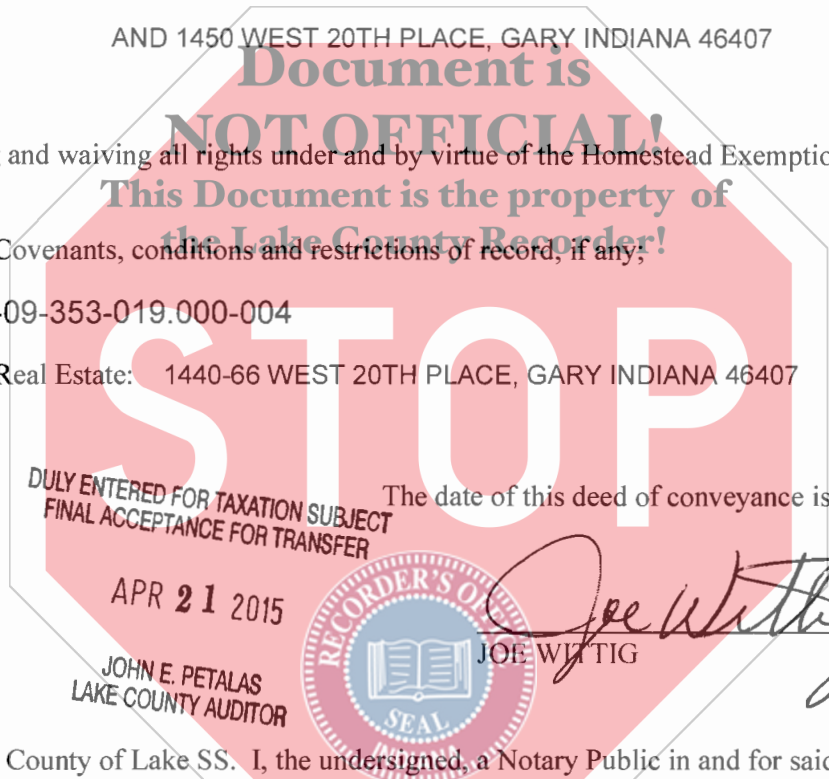 AND 1450 WEST 20TH PLACE, GARY INDIANA 46407
Document is
NOT OFFICIAL!
and waiving all rights under and by virtue of the Homestead Exemptio
This Document is the property of
the Lake County Recorder!
Covenants, conditions and restrictions of record, if any;
-09-353-019.000-004
Real Estate: 1440-66 WEST 20TH PLACE, GARY INDIANA 46407
STOP
DULY ENTERED FOR TAXATION SUBJECT
FINAL ACCEPTANCE FOR TRANSFER
The date of this deed of conveyance is
APR 21 2015
RECORDER'S OFFICE
Joe Wittig
JOE WITTIG
JOHN E. PETALAS
LAKE COUNTY AUDITOR
SEAL
INDIANA
County of Lake SS. I, the undersigned, a Notary Public in and for said